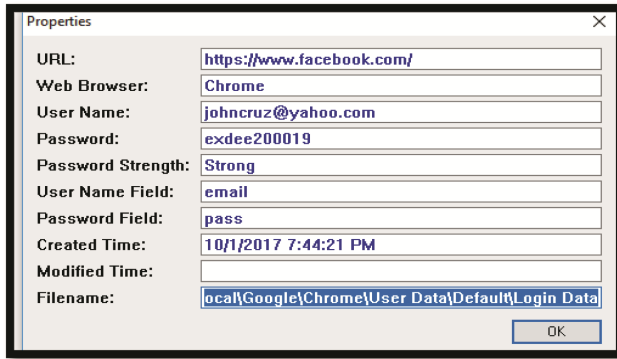 Properties
URL: https://www.facebook.com/
Web Browser: Chrome
User Name: johncruz@yahoo.com
Password: exdee200019
Password Strength: Strong
User Name Field: email
Password Field: pass
Created Time: 10/1/2017 7:44:21 PM
Modified Time:
Filename: ocal\Google\Chrome\User Data\Default\Login Data
OK